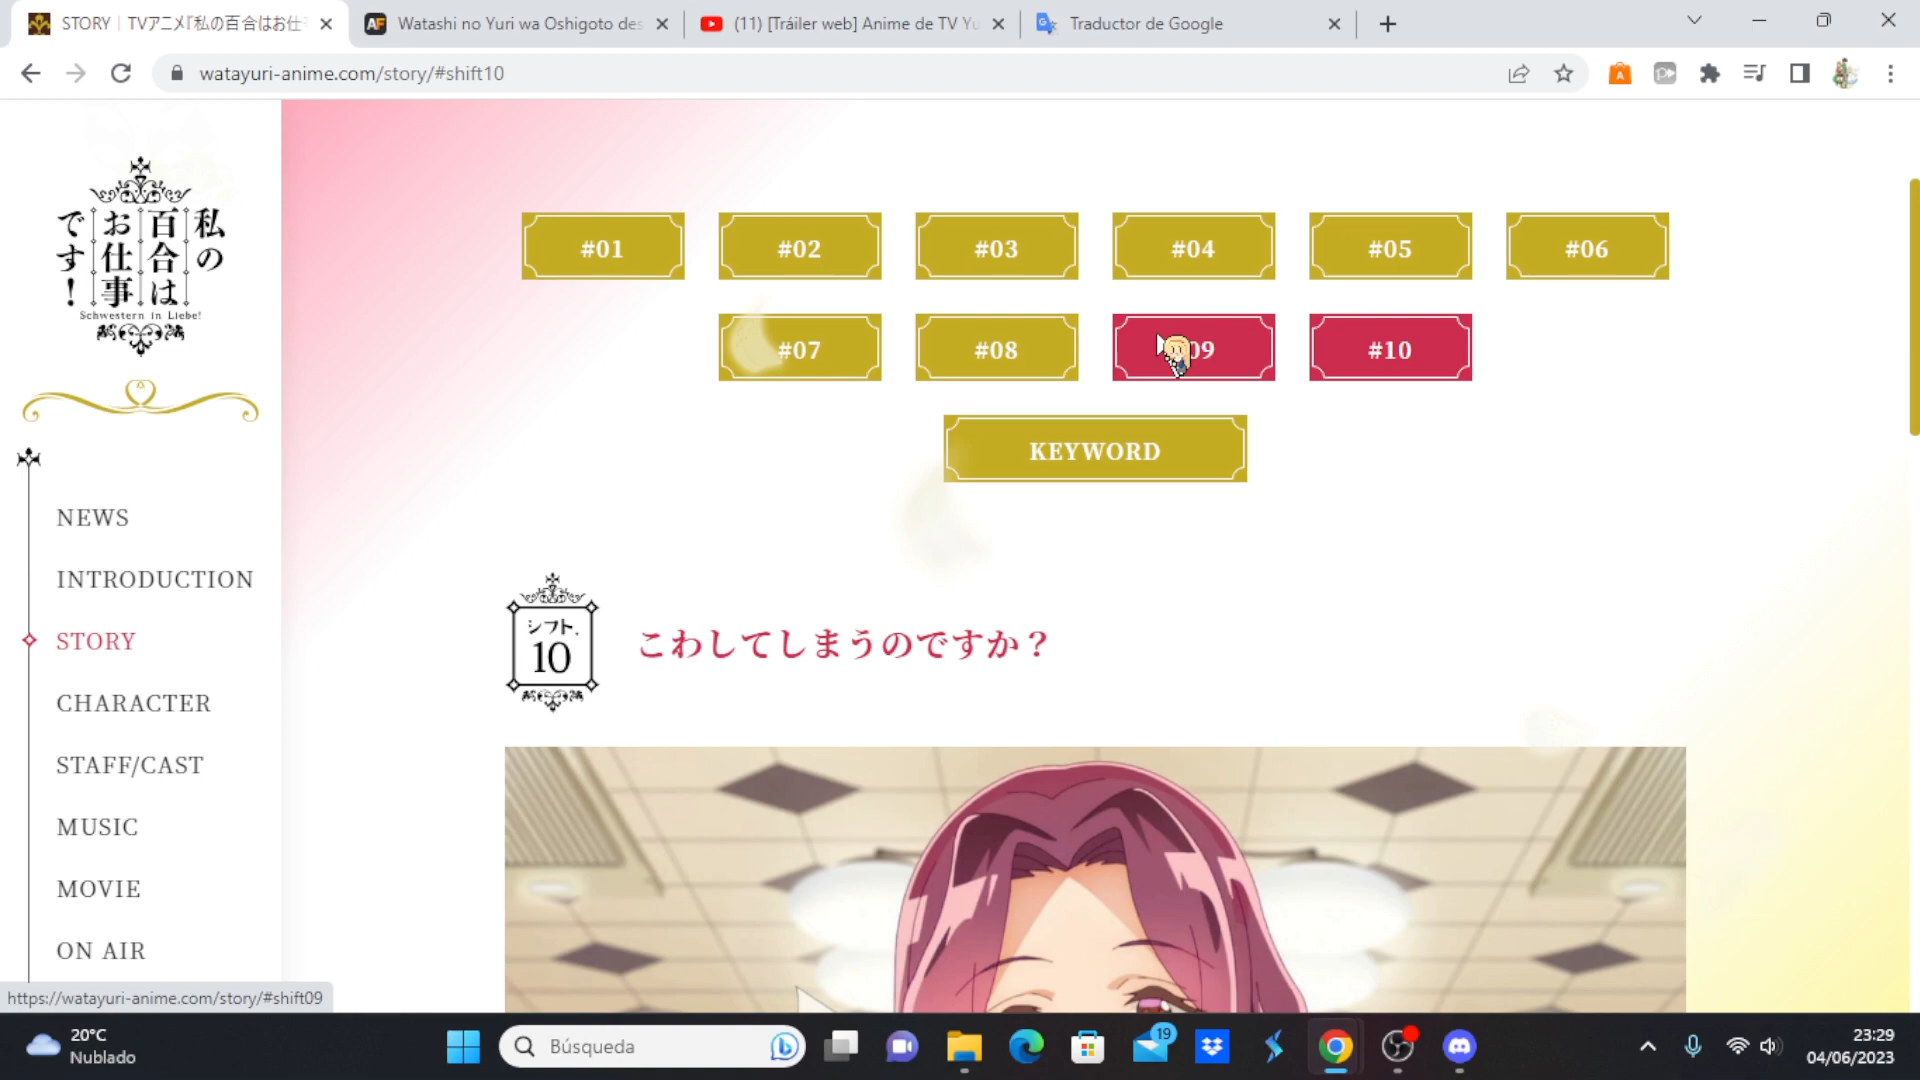 STORY｜TVアニメ『私の百合はお仕
Watashi no Yuri wa Oshigoto des
(11) [Tráiler web] Anime de TV Yu
Traductor de Google
watayuri-anime.com/story/#shift10
私の
百合は
お仕事
です！
Schwestern in Liebe!
#01
#02
#03
#04
#05
#06
#07
#08
09
#10
KEYWORD
NEWS
INTRODUCTION
STORY
CHARACTER
STAFF/CAST
MUSIC
MOVIE
ON AIR
シフト.
10
こわしてしまうのですか？
https://watayuri-anime.com/story/#shift09
20°C
Nublado
Búsqueda
19
23:29
04/06/2023